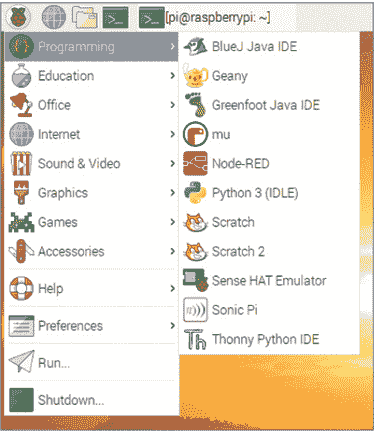 [pi@raspberrypi: ~]
Programming
Education
Office
Internet
Sound & Video
Graphics
Games
Accessories
Help
Preferences
Run...
Shutdown...
BlueJ Java IDE
Geany
Greenfoot Java IDE
mu
Node-RED
Python 3 (IDLE)
Scratch
Scratch 2
Sense HAT Emulator
Sonic Pi
Thonny Python IDE